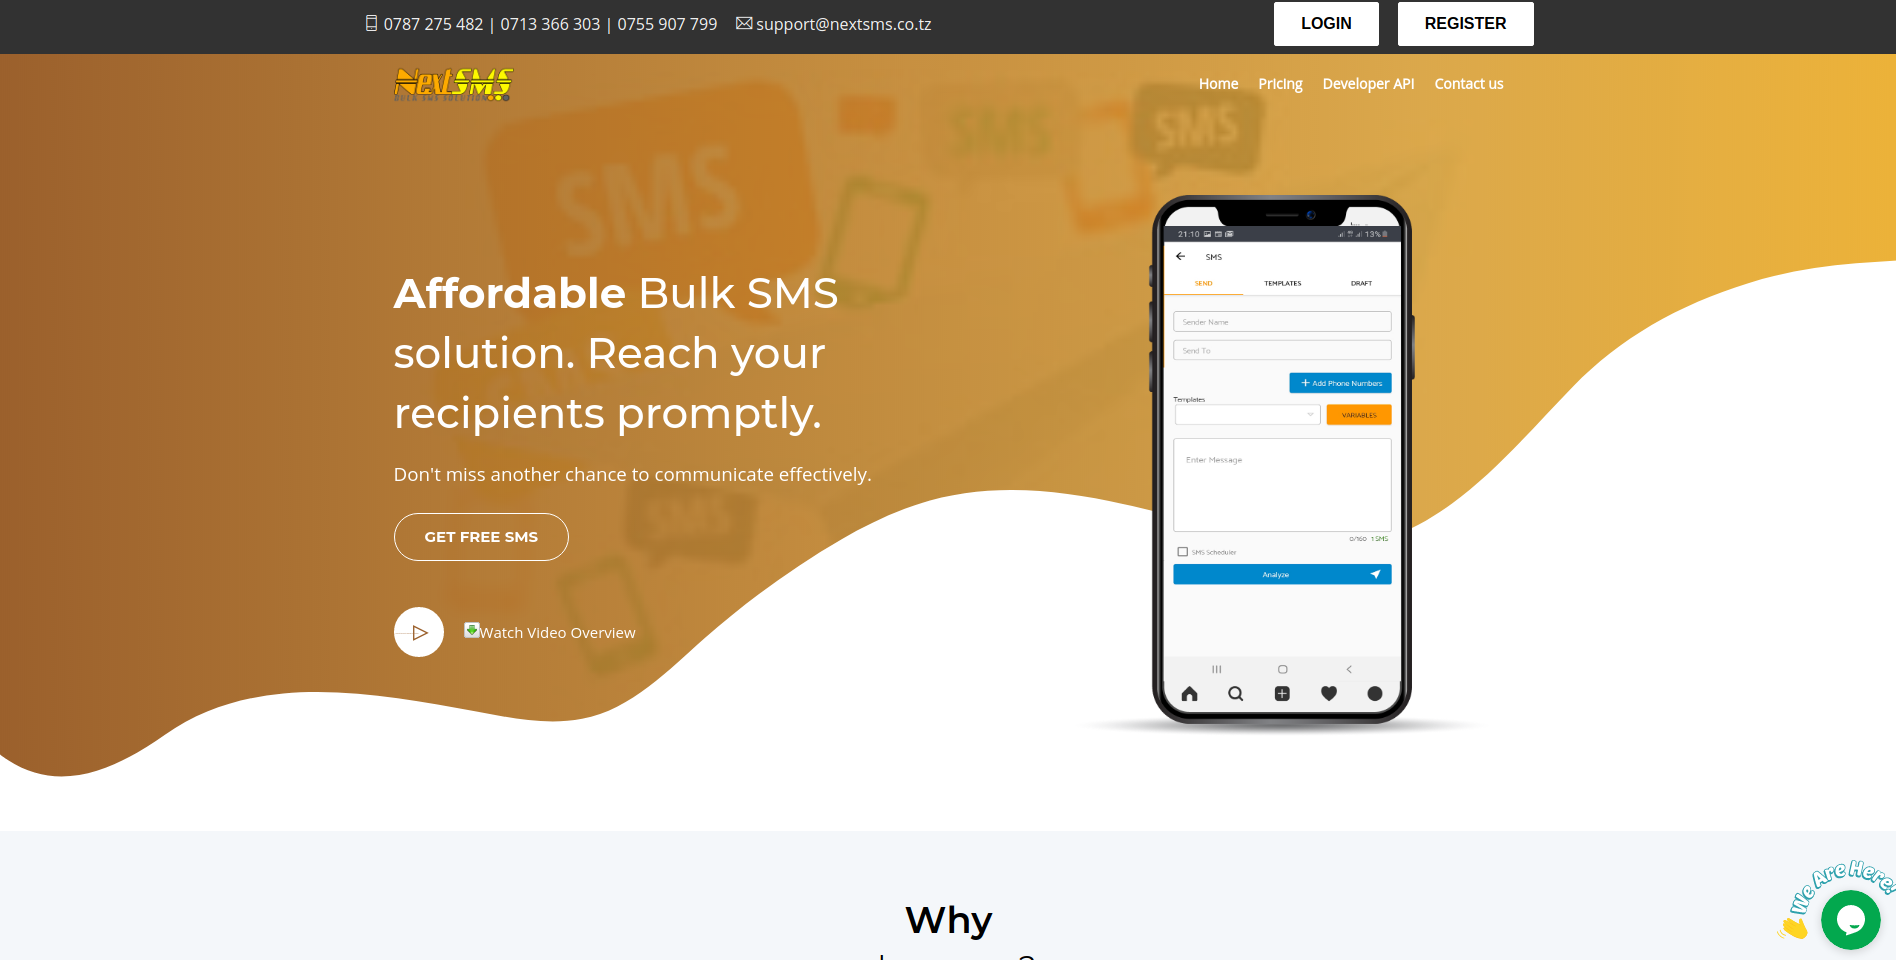 0787 275 482 | 0713 366 303 | 0755 907 799 support@nextsms.co.tz
LOGIN REGISTER
NextSMS
BULK SMS SOLUTION
Home Pricing Developer API Contact us
SMS
SMS
SMS
Affordable Bulk SMS
solution. Reach your
recipients promptly.
Don't miss another chance to communicate effectively.
GET FREE SMS
SMS
Watch Video Overview
21:10 13%
SMS
SEND TEMPLATES DRAFT
Sender Name
Send To
+ Add Phone Numbers
Templates
VARIABLES
Enter Message
0/160 1 SMS
SMS Scheduler
Analyze
Why
We Are Here!